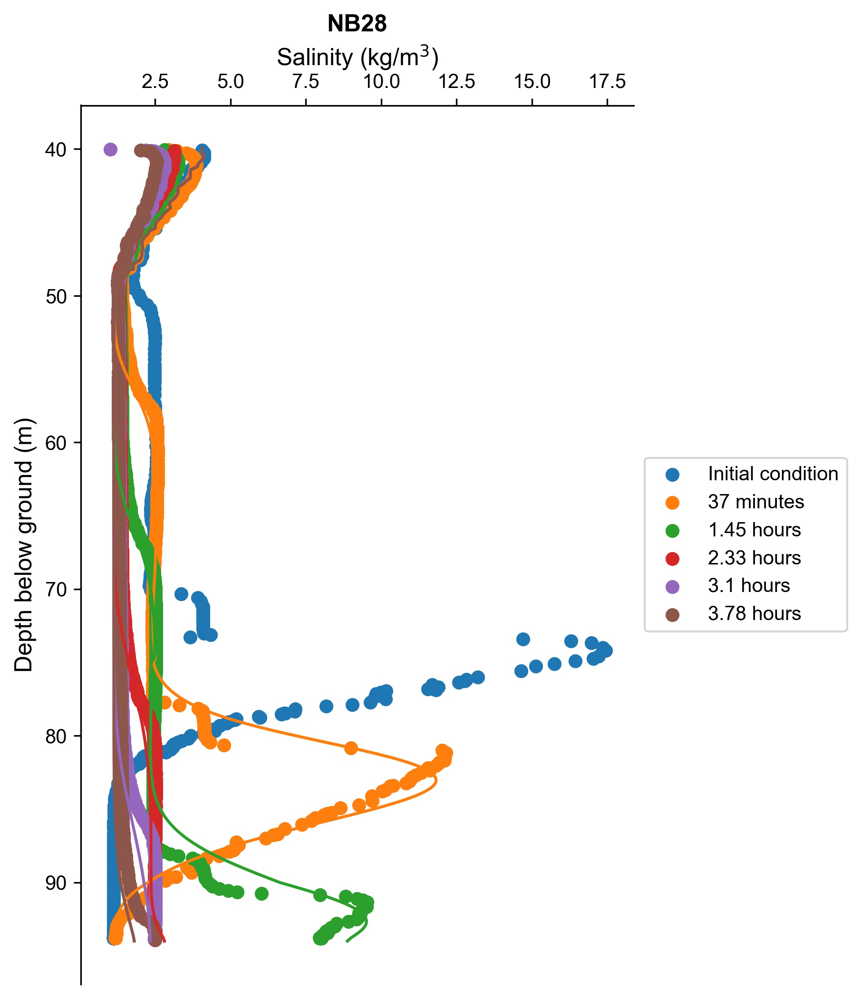 NB28
Salinity (kg/m³)
2.5 5.0 7.5 10.0 12.5 15.0 17.5
Depth below ground (m)
40
50
60
70
80
90
Initial condition
37 minutes
1.45 hours
2.33 hours
3.1 hours
3.78 hours